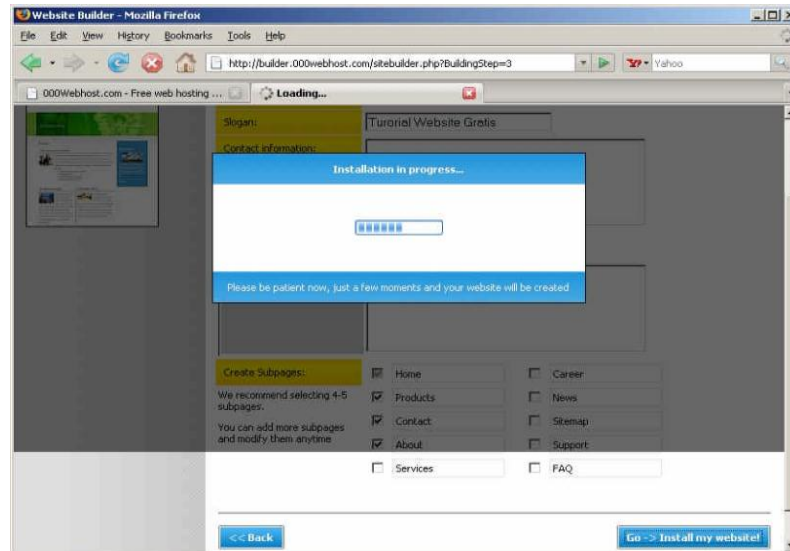 Website Builder - Mozilla Firefox
File Edit View History Bookmarks Tools Help
http://builder.000webhost.com/sitebuilder.php?BuildingStep=3 Yahoo
000Webhost.com - Free web hosting ... Loading...
Slogan: Turorial Website Gratis
Contact information:
Installation in progress...
Please be patient now, just a few moments and your website will be created
Create Subpages: Home Career
We recommend selecting 4-5 subpages. Products News
You can add more subpages and modify them anytime Contact Sitemap
About Support
Services FAQ
<< Back Go -> Install my website!